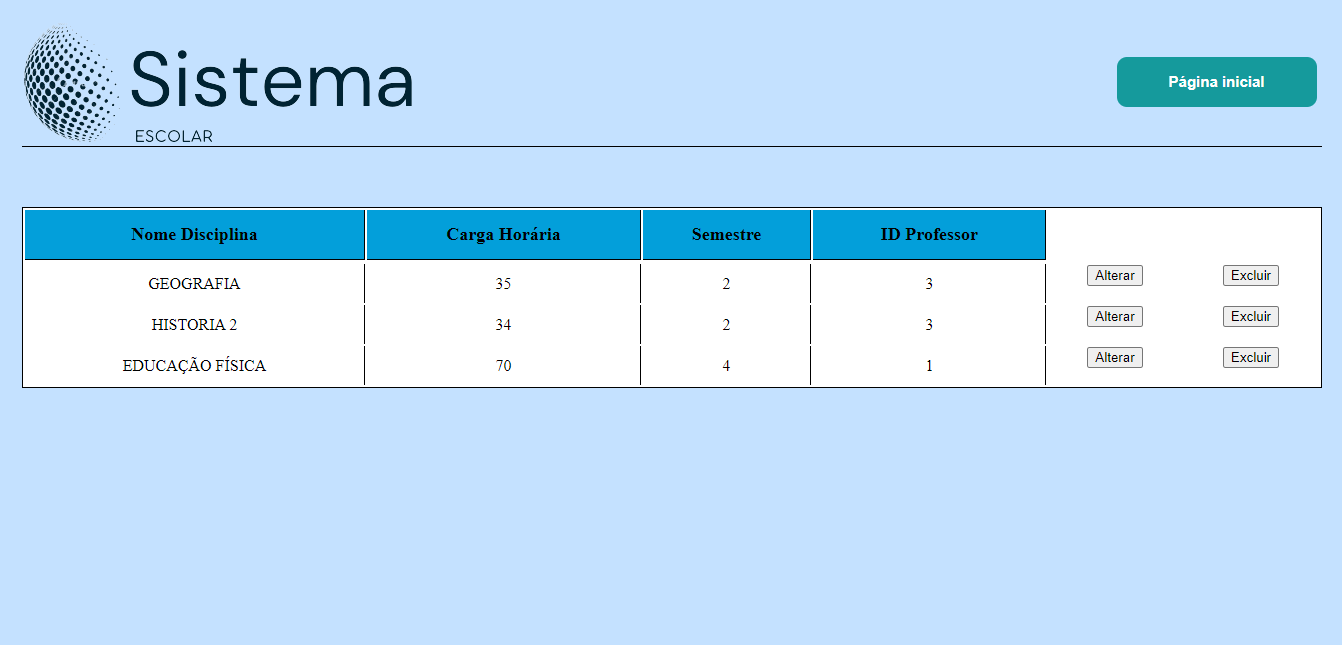 Sistema
ESCOLAR
Página inicial
Nome Disciplina Carga Horária Semestre ID Professor
GEOGRAFIA 35 2 3 Alterar Excluir
HISTORIA 2 34 2 3 Alterar Excluir
EDUCAÇÃO FÍSICA 70 4 1 Alterar Excluir